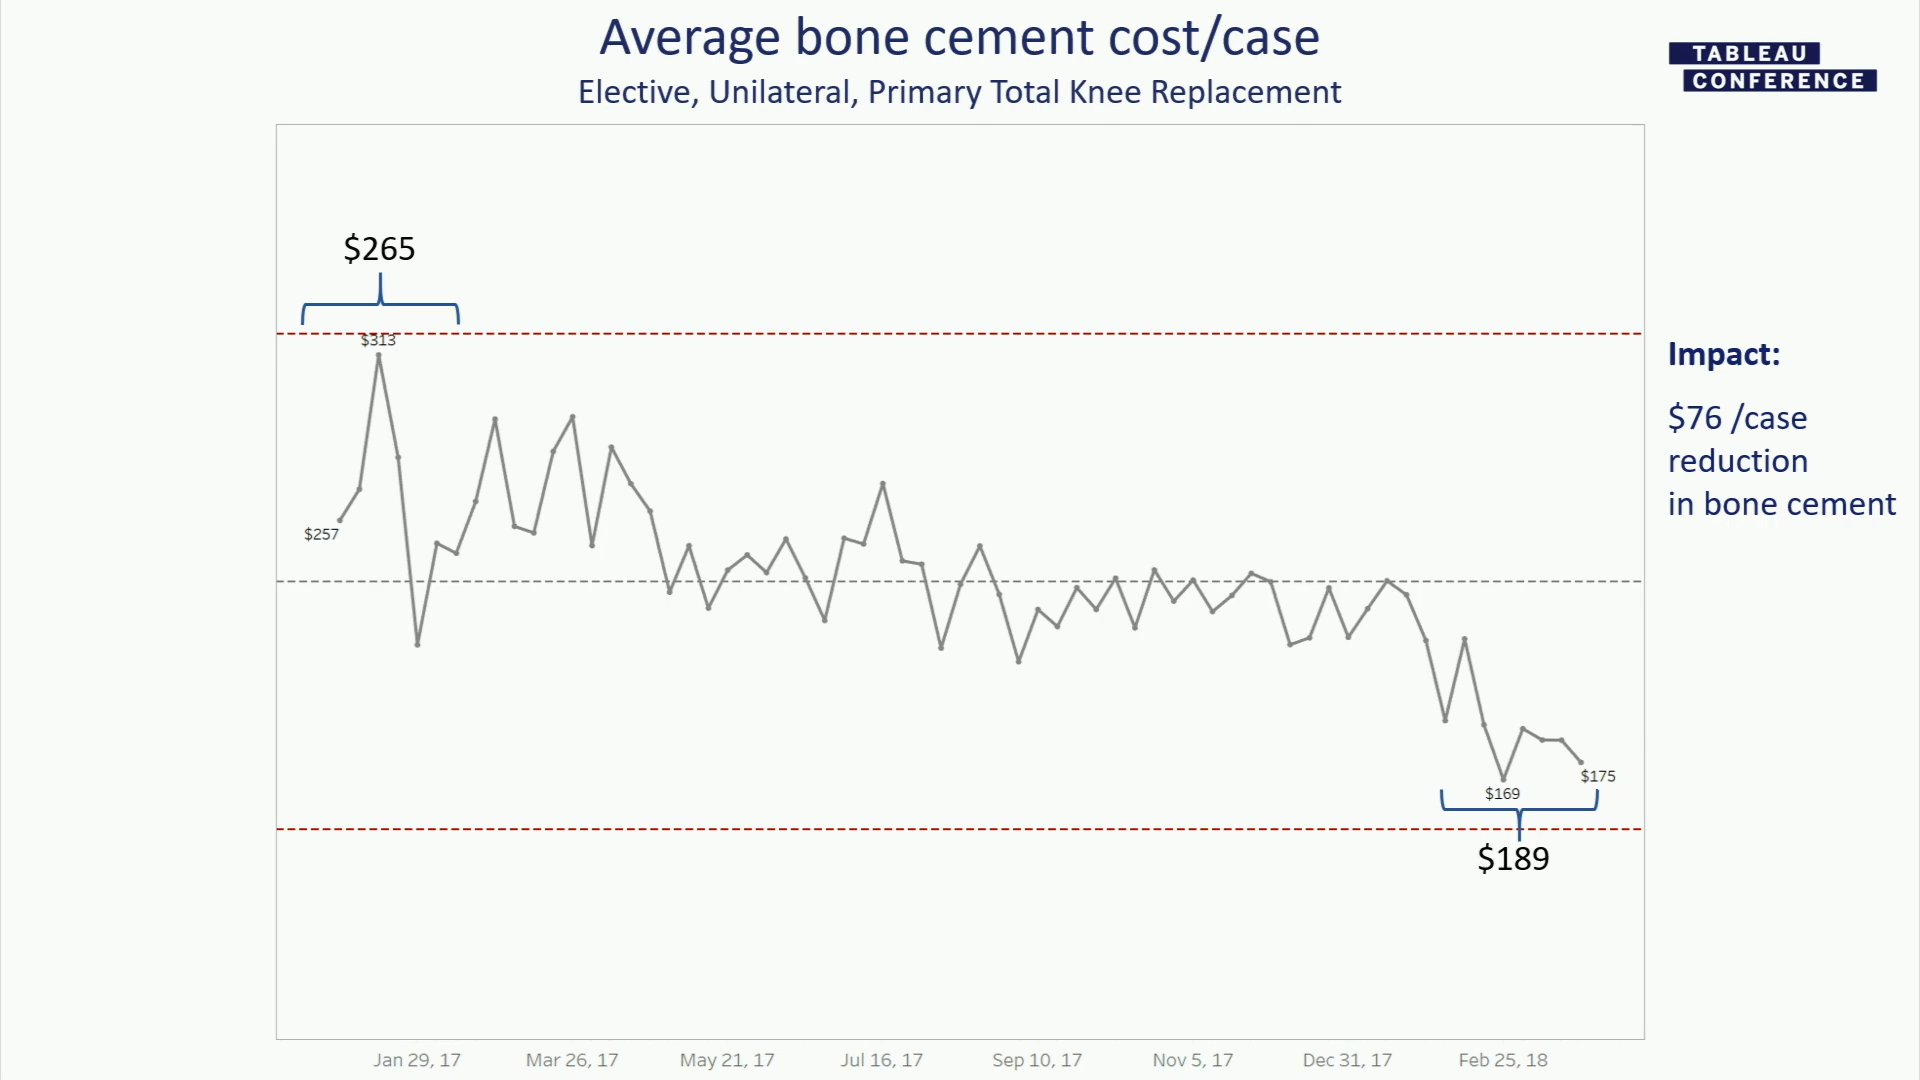 Average bone cement cost/case
Elective, Unilateral, Primary Total Knee Replacement
TABLEAU
CONFERENCE
$265
$313
$257
Impact:
$76 /case
reduction
in bone cement
$175
$169
$189
Jan 29, 17
Mar 26, 17
May 21, 17
Jul 16, 17
Sep 10, 17
Nov 5, 17
Dec 31, 17
Feb 25, 18